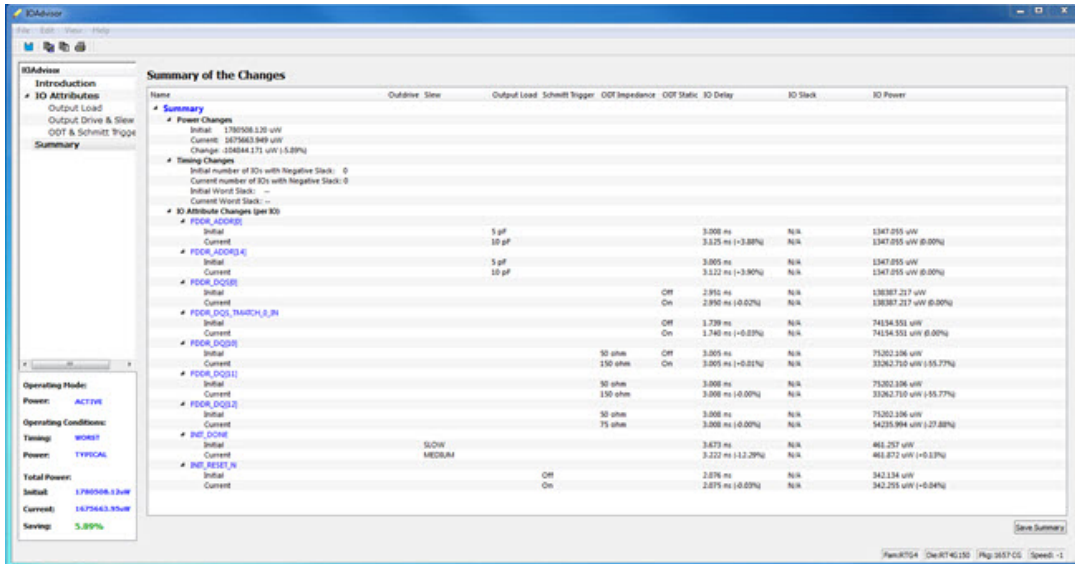 IOAdvisor
File Edit View Help
IOAdvisor
Introduction
IO Attributes
Output Load
Output Drive & Slew
ODT & Schmitt Trigge
Summary
Operating Mode:
Power: ACTIVE
Operating Conditions:
Timing: WORST
Power: TYPICAL
Total Power:
Initial: 1780508.12uW
Current: 1675663.95uW
Saving: 5.89%
Summary of the Changes
Name Outdrive Slew Output Load Schmitt Trigger ODT Impedance ODT Static IO Delay IO Slack IO Power
Summary
Power Changes
Initial: 1780508.120 uW
Current: 1675663.949 uW
Change: -104844.171 uW (-5.89%)
Timing Changes
Initial number of IOs with Negative Slack: 0
Current number of IOs with Negative Slack: 0
Initial Worst Slack: --
Current Worst Slack: --
IO Attribute Changes (per IO)
FDDR_ADDR[0]
Initial 5 pF 3.008 ns N/A 1347.055 uW
Current 10 pF 3.125 ns (+3.88%) N/A 1347.055 uW (0.00%)
FDDR_ADDR[14]
Initial 5 pF 3.005 ns N/A 1347.055 uW
Current 10 pF 3.122 ns (+3.90%) N/A 1347.055 uW (0.00%)
FDDR_DQS[0]
Initial Off 2.951 ns N/A 138387.217 uW
Current On 2.950 ns (-0.02%) N/A 138387.217 uW (0.00%)
FDDR_DQS_TMATCH_0_IN
Initial Off 1.739 ns N/A 74154.551 uW
Current On 1.740 ns (+0.03%) N/A 74154.551 uW (0.00%)
FDDR_DQ[10]
Initial 50 ohm Off 3.005 ns N/A 75202.106 uW
Current 150 ohm On 3.005 ns (+0.01%) N/A 33262.710 uW (-55.77%)
FDDR_DQ[11]
Initial 50 ohm 3.008 ns N/A 75202.106 uW
Current 150 ohm 3.008 ns (-0.00%) N/A 33262.710 uW (-55.77%)
FDDR_DQ[12]
Initial 50 ohm 3.008 ns N/A 75202.106 uW
Current 75 ohm 3.008 ns (-0.00%) N/A 54235.994 uW (-27.88%)
INIT_DONE
Initial SLOW 3.673 ns N/A 461.257 uW
Current MEDIUM 3.222 ns (-12.29%) N/A 461.872 uW (+0.13%)
INIT_RESET_N
Initial Off 2.076 ns N/A 342.134 uW
Current On 2.075 ns (-0.03%) N/A 342.255 uW (+0.04%)
Save Summary
Fam:RTG4 Die:RT4G150 Pkg:1657 CG Speed: -1